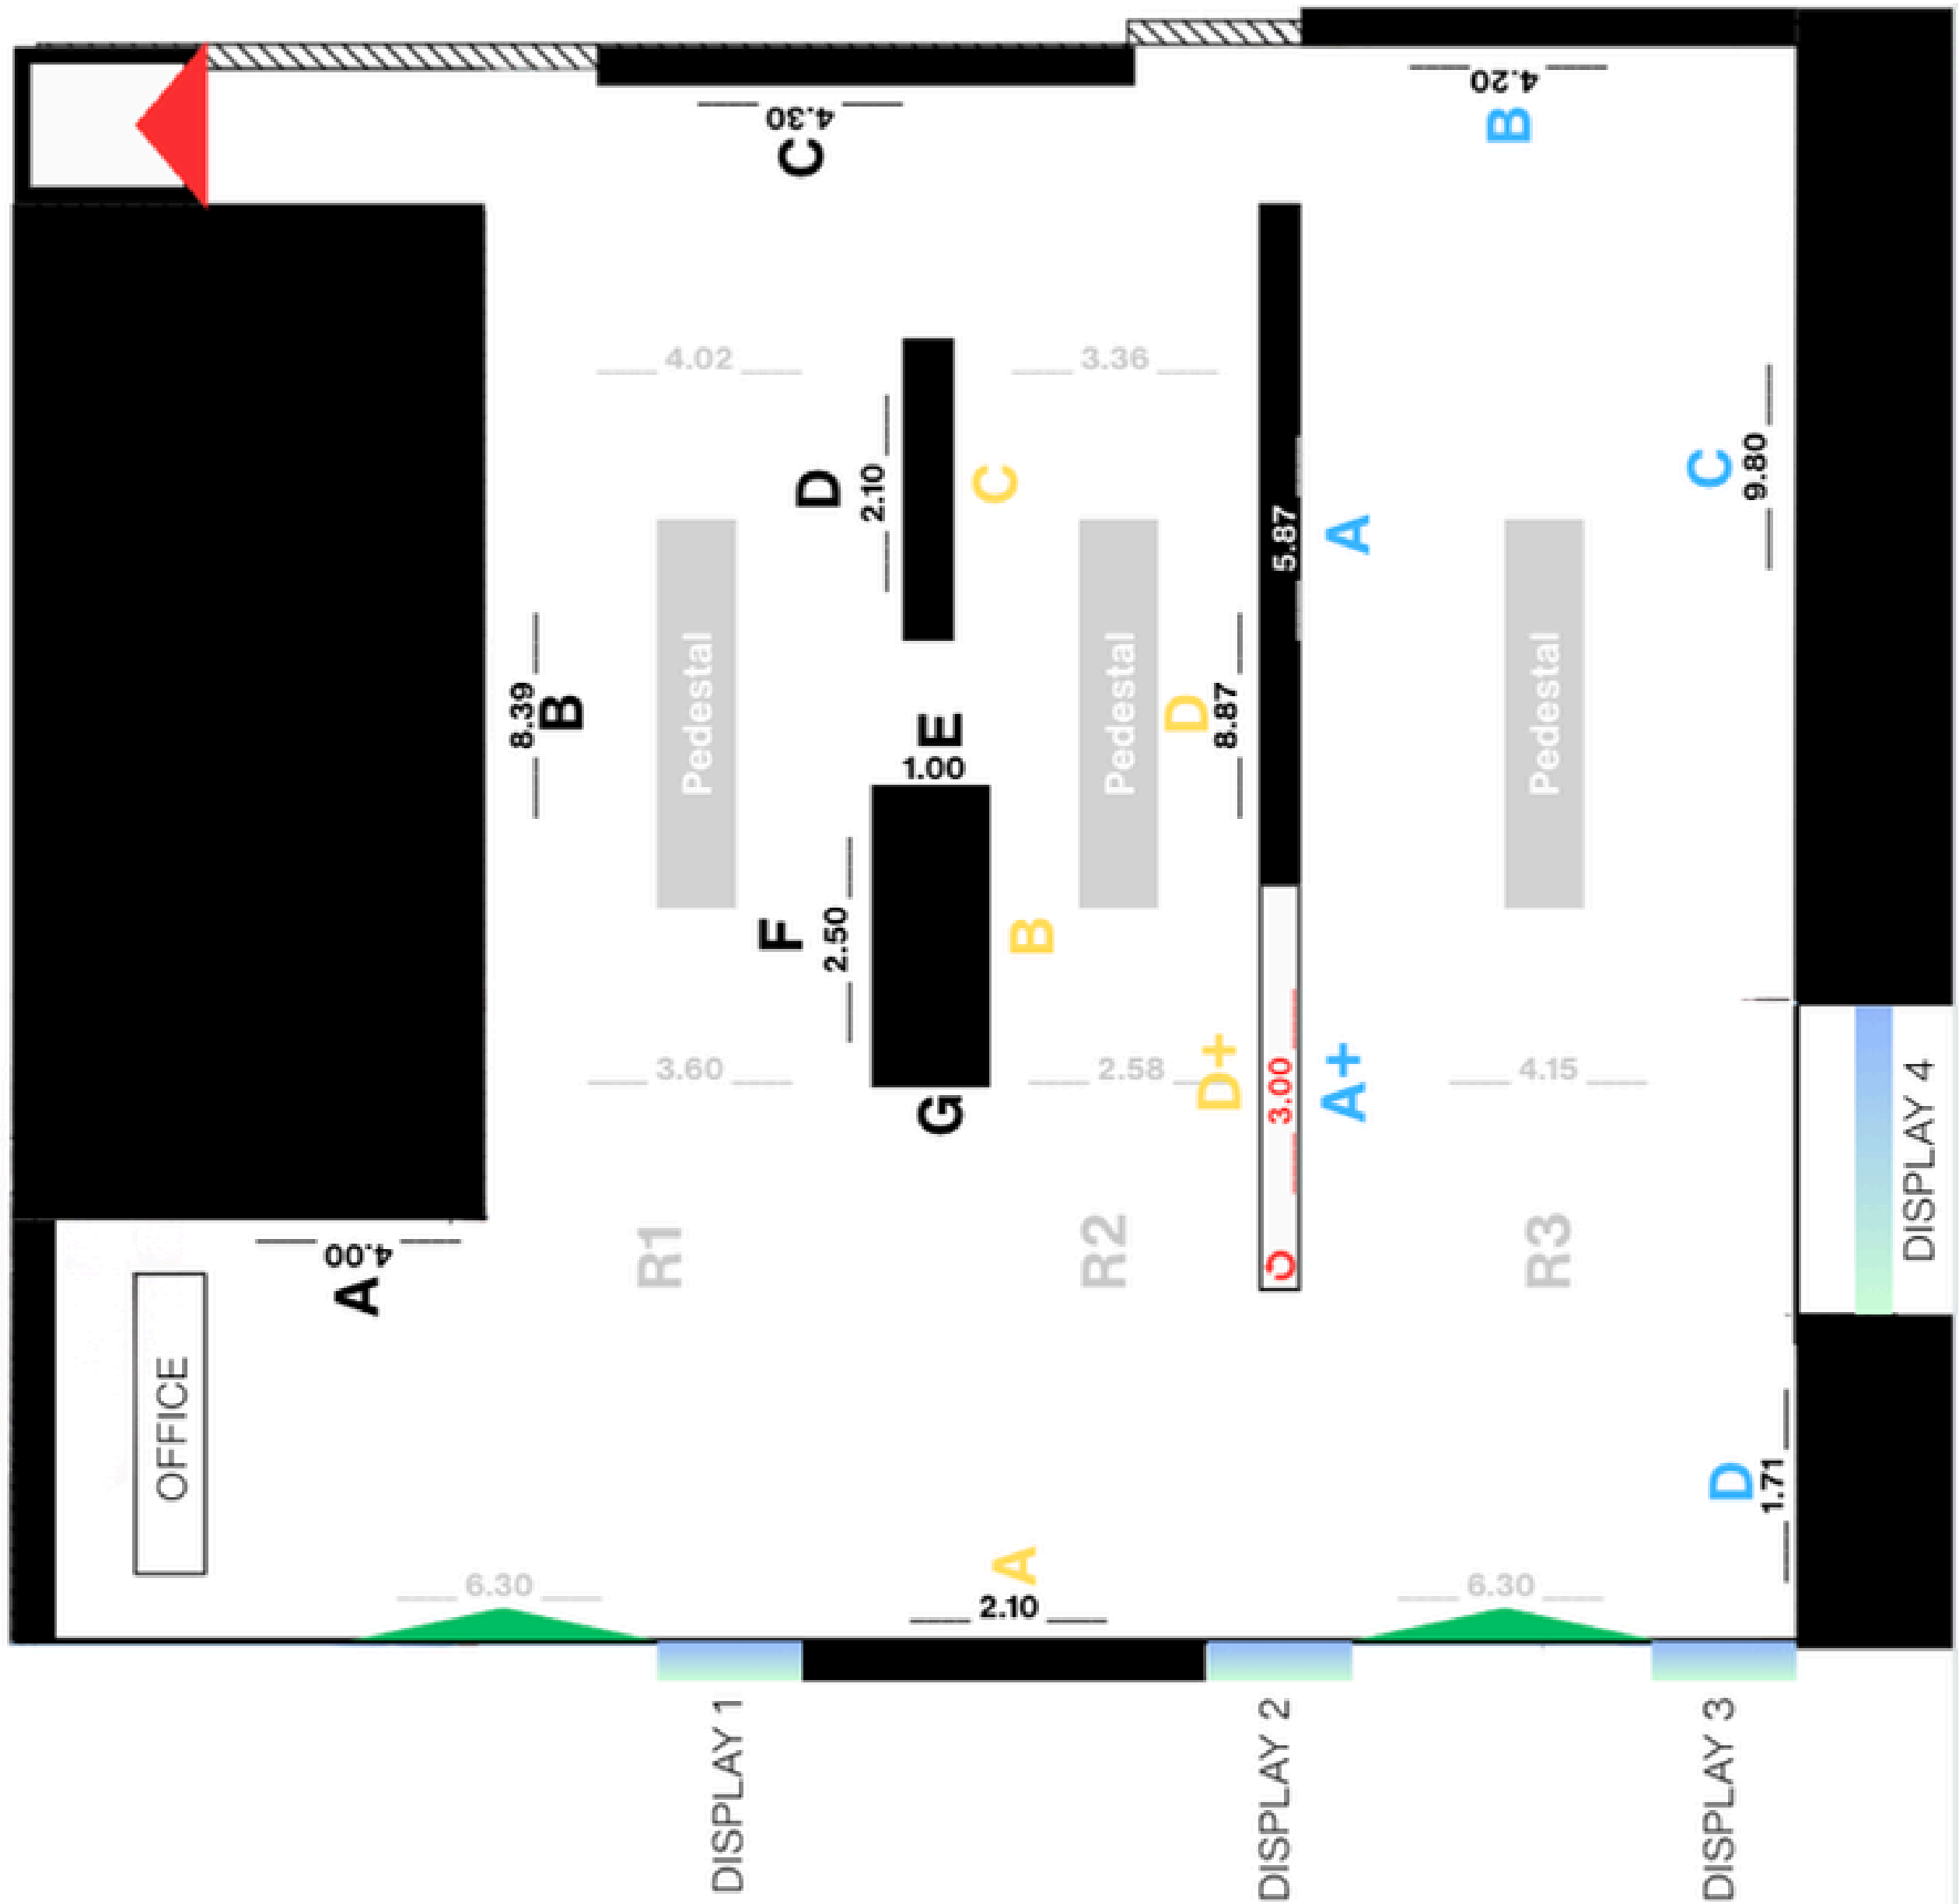 4.30
C
4.20
B
4.02
3.36
D
2.10
C
5.87
A
C
9.80
8.39
B
Pedestal
E
1.00
Pedestal
D
8.87
Pedestal
F
2.50
B
3.60
G
2.58
D+
3.00
A+
4.15
DISPLAY 4
4.00
A
R1
R2
R3
OFFICE
D
1.71
6.30
A
2.10
6.30
DISPLAY 1
DISPLAY 2
DISPLAY 3